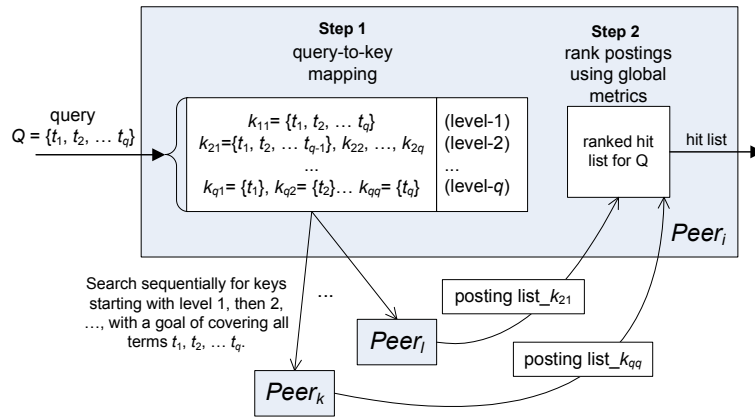 Step 1
query-to-key
mapping
Step 2
rank postings
using global
metrics
query
Q = {t1, t2, … tq}
k11 = {t1, t2, … tq}
(level-1)
k21={t1, t2, … tq-1}, k22, …, k2q
(level-2)
...
...
kq1= {t1}, kq2= {t2}… kqq= {tq}
(level-q)
ranked hit
list for Q
hit list
Peeri
Search sequentially for keys
starting with level 1, then 2,
…, with a goal of covering all
terms t1, t2, … tq.
...
posting list_k21
Peerl
posting list_kqq
Peerk